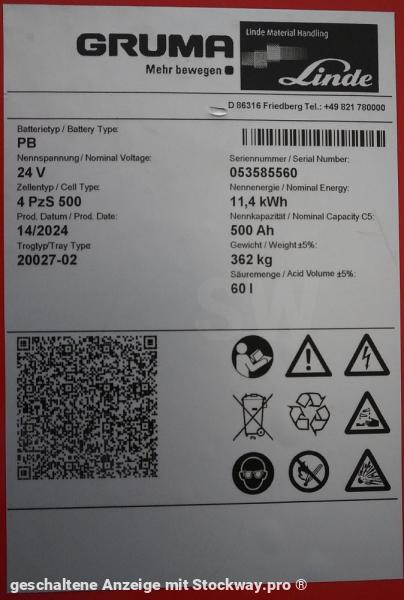 GRUMA
Mehr bewegen
Linde Material Handling
Linde
D 86316 Friedberg Tel.: +49 821 780000
Batterietyp / Battery Type:
PB
Nennspannung / Nominal Voltage:
24 V
Zellentyp / Cell Type:
4 PzS 500
Prod. Datum / Prod. Date:
14/2024
Trogtyp/Tray Type:
20027-02
Seriennummer / Serial Number:
053585560
Nennenergie / Nominal Energy:
11,4 kWh
Nennkapazität / Nominal Capacity C5:
500 Ah
Gewicht / Weight ±5%:
362 kg
Säuremenge / Acid Volume ±5%:
60 l
SW
Pb
geschaltene Anzeige mit Stockway.pro ®